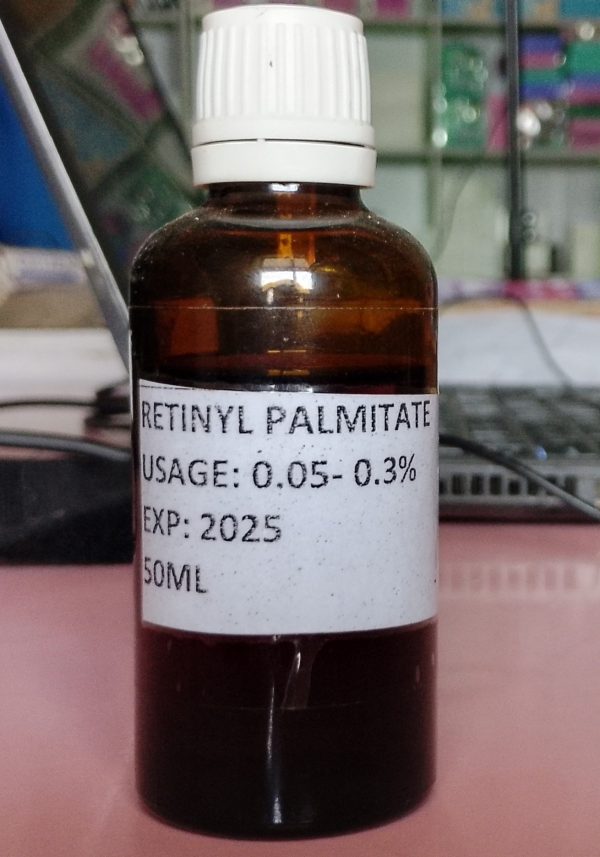 RETINYL PALMITATE
USAGE: 0.05- 0.3%
EXP: 2025
50ML